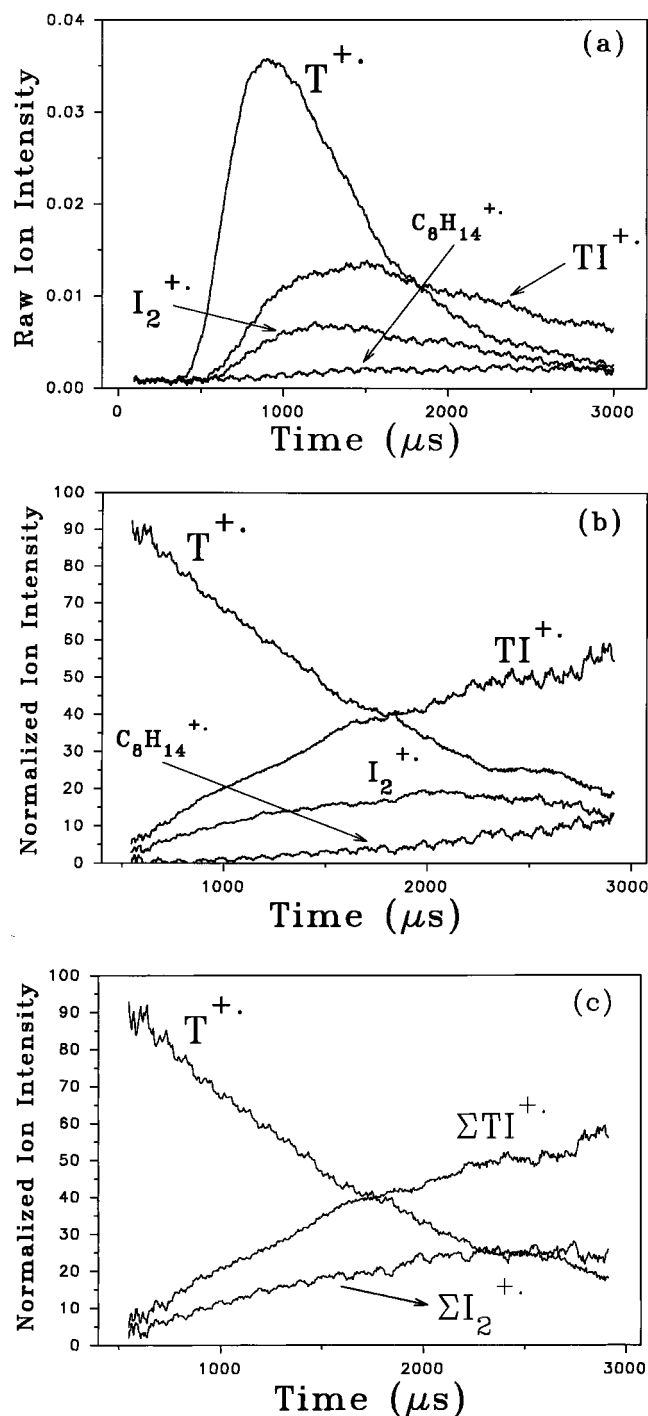 (a)
Raw Ion Intensity
0.04
0.03
0.02
0.01
0.00
T+·
C8H14+·
TI+·
I2+·
0 1000 2000 3000
Time (μs)
(b)
Normalized Ion Intensity
100
90
80
70
60
50
40
30
20
10
0
T+·
TI+·
C8H14+·
I2+·
1000 2000 3000
Time (μs)
(c)
Normalized Ion Intensity
100
90
80
70
60
50
40
30
20
10
0
T+·
ΣTI+·
ΣI2+·
1000 2000 3000
Time (μs)